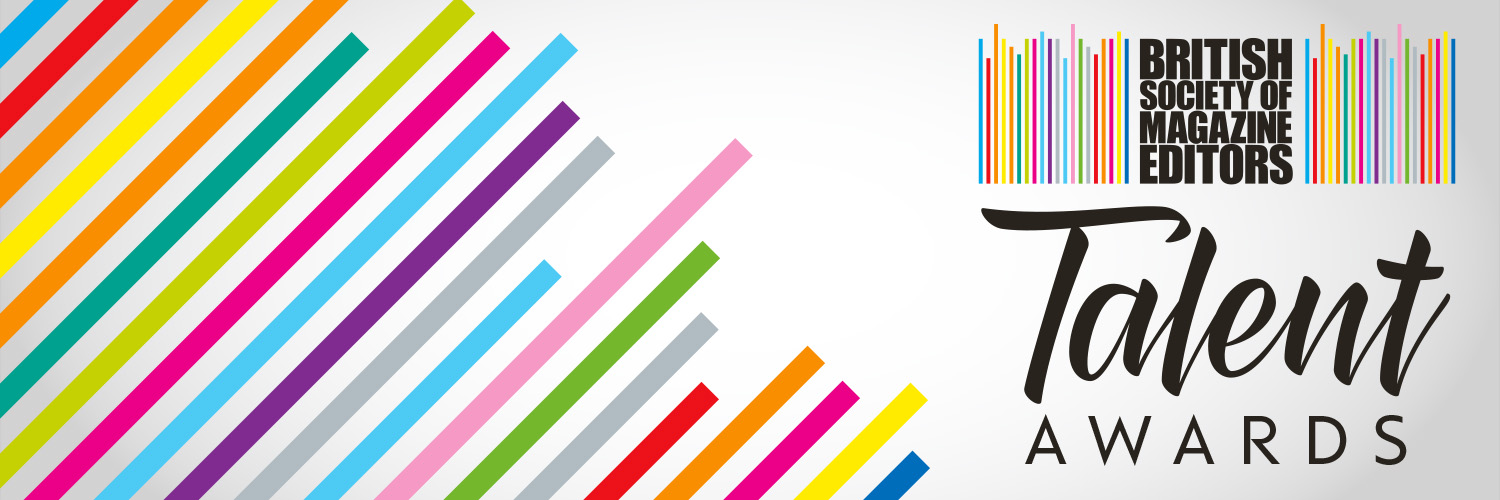 BRITISH
SOCIETY OF
MAGAZINE
EDITORS
Talent
AWARDS